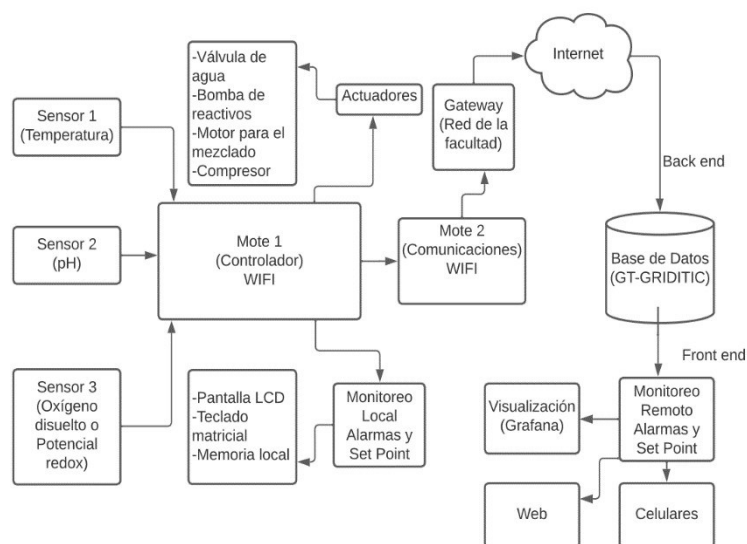 -Válvula de
agua
-Bomba de
reactivos
-Motor para el
mezclado
-Compresor
Actuadores
Internet
Gateway
(Red de la
facultad)
Sensor 1
(Temperatura)
Back end
Sensor 2
(pH)
Mote 1
(Controlador)
WIFI
Mote 2
(Comunicaciones)
WIFI
Base de Datos
(GT-GRIDITIC)
Front end
Sensor 3
(Oxígeno
disuelto o
Potencial
redox)
-Pantalla LCD
-Teclado
matricial
-Memoria local
Monitoreo
Local
Alarmas y
Set Point
Visualización
(Grafana)
Monitoreo
Remoto
Alarmas y
Set Point
Web
Celulares